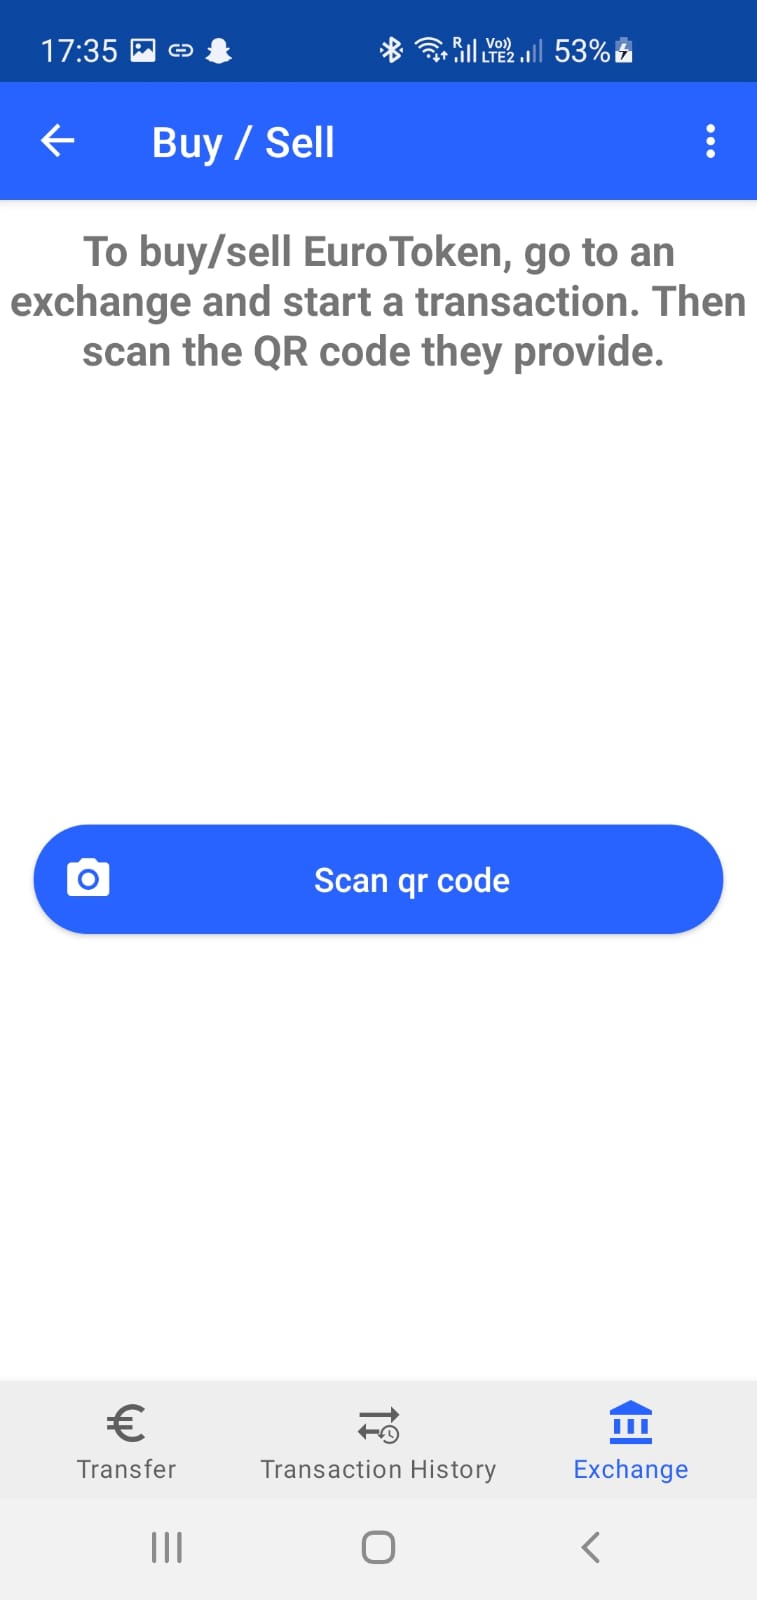 17:35 R Vo)) LTE2 53%
Buy / Sell
To buy/sell EuroToken, go to an
exchange and start a transaction. Then
scan the QR code they provide.
Scan qr code
Transfer Transaction History Exchange